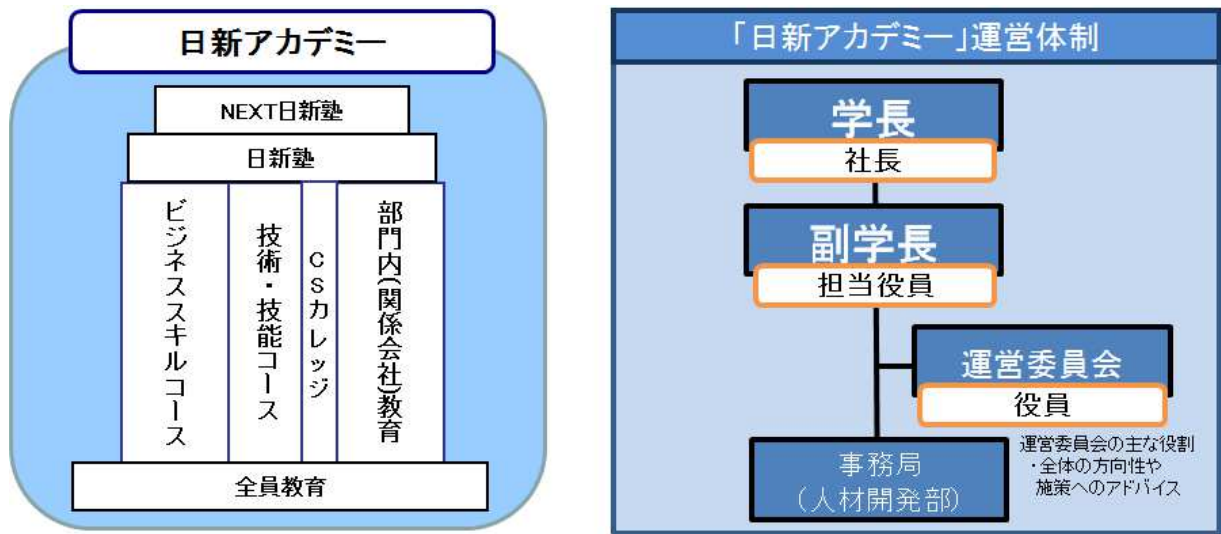 日新アカデミー
NEXT日新塾
日新塾
ビジネススキルコース
技術・技能コース
CSカレッジ
部門内(関係会社)教育
全員教育
「日新アカデミー」運営体制
学長
社長
副学長
担当役員
運営委員会
役員
運営委員会の主な役割
・全体の方向性や
施策へのアドバイス
事務局
(人材開発部)